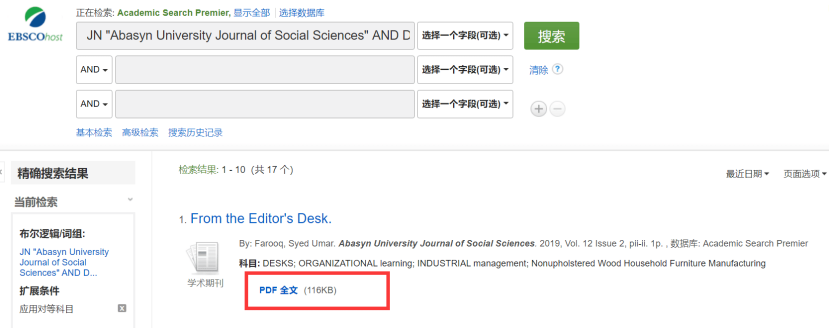 正在检索: Academic Search Premier, 显示全部 | 选择数据库
EBSCOhost
JN "Abasyn University Journal of Social Sciences" AND D 选择一个字段(可选) 搜索
AND 选择一个字段(可选) 清除 ?
AND 选择一个字段(可选)
基本检索 高级检索 搜索历史记录
精确搜索结果
当前检索
布尔逻辑/词组:
JN "Abasyn University
Journal of Social
Sciences" AND D...
扩展条件
应用对等科目
检索结果: 1 - 10 (共 17 个)
最近日期 页面选项
1. From the Editor's Desk.
By: Farooq, Syed Umar. Abasyn University Journal of Social Sciences. 2019, Vol. 12 Issue 2, pii-ii. 1p. , 数据库: Academic Search Premier
科目: DESKS; ORGANIZATIONAL learning; INDUSTRIAL management; Nonupholstered Wood Household Furniture Manufacturing
学术期刊
PDF 全文 (116KB)